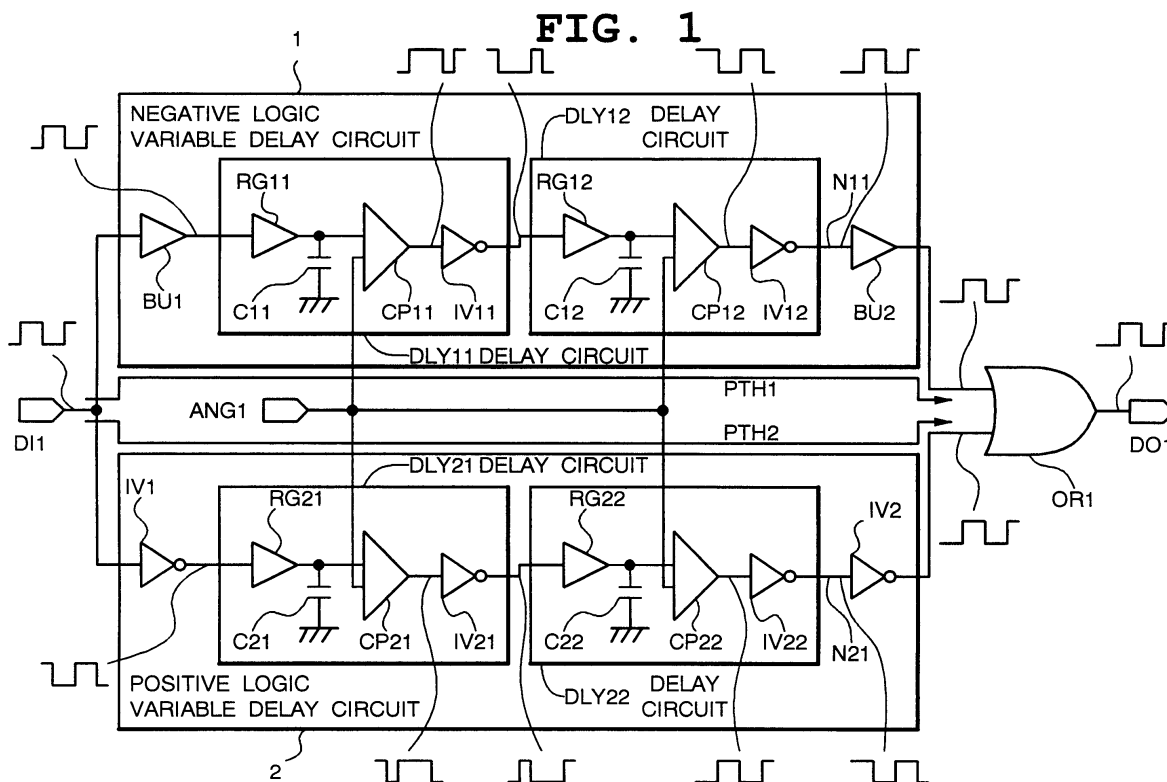 FIG. 1
1
NEGATIVE LOGIC
VARIABLE DELAY CIRCUIT
DLY12 DELAY
CIRCUIT
RG11
RG12
N11
BU1
C11
CP11
IV11
C12
CP12
IV12
BU2
DLY11 DELAY CIRCUIT
DI1
ANG1
PTH1
PTH2
DO1
OR1
DLY21 DELAY CIRCUIT
IV1
RG21
RG22
IV2
C21
CP21
IV21
C22
CP22
IV22
N21
POSITIVE LOGIC
VARIABLE DELAY CIRCUIT
DLY22 DELAY
CIRCUIT
2